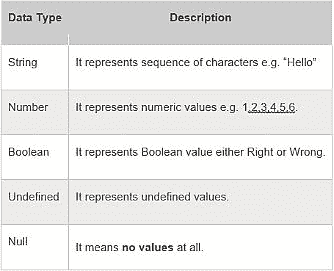 Data Type Description
String It represents sequence of characters e.g. “Hello”
Number It represents numeric values e.g. 1,2,3,4,5,6.
Boolean It represents Boolean value either Right or Wrong.
Undefined It represents undefined values.
Null It means no values at all.